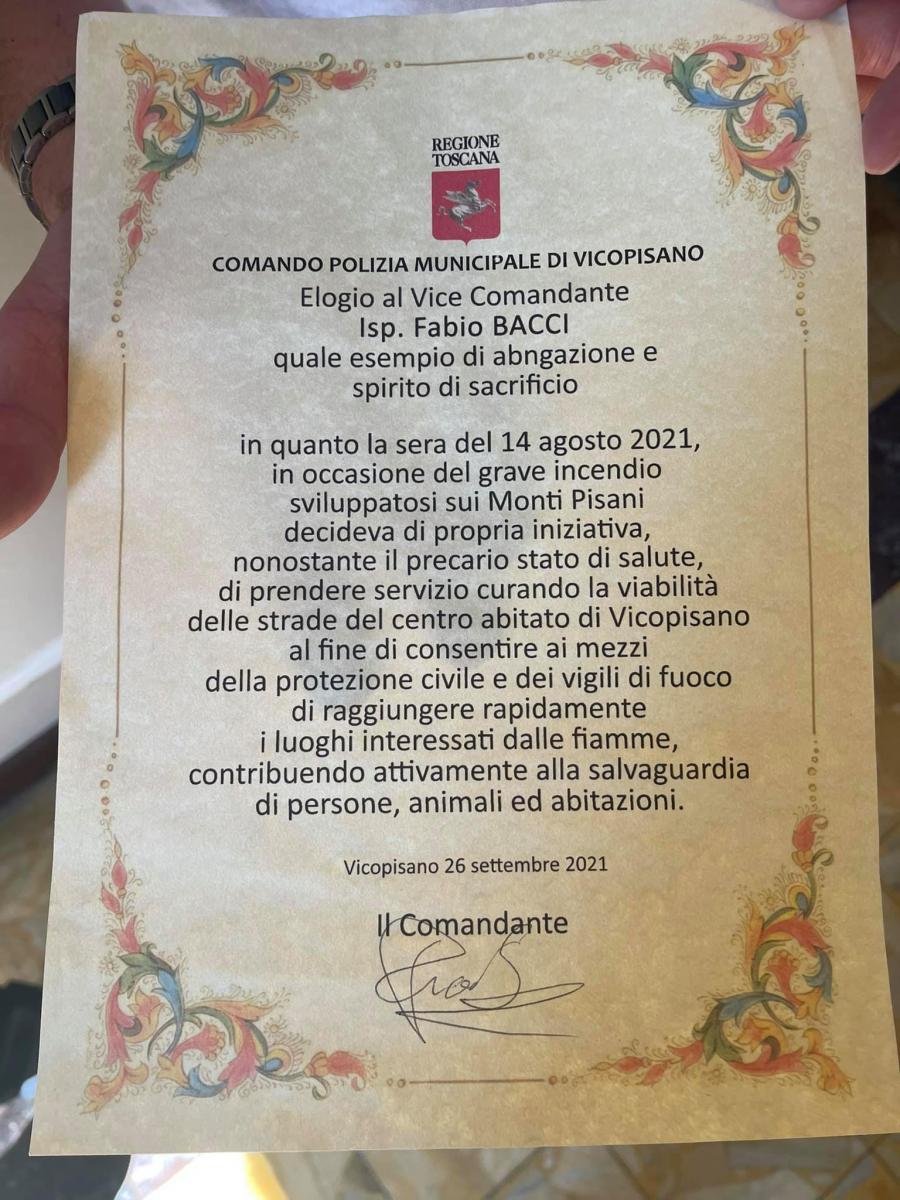 REGIONE
TOSCANA
COMANDO POLIZIA MUNICIPALE DI VICOPISANO
Elogio al Vice Comandante
Isp. Fabio BACCI
quale esempio di abngazione e
spirito di sacrificio
in quanto la sera del 14 agosto 2021,
in occasione del grave incendio
sviluppatosi sui Monti Pisani
decideva di propria iniziativa,
nonostante il precario stato di salute,
di prendere servizio curando la viabilità
delle strade del centro abitato di Vicopisano
al fine di consentire ai mezzi
della protezione civile e dei vigili di fuoco
di raggiungere rapidamente
i luoghi interessati dalle fiamme,
contribuendo attivamente alla salvaguardia
di persone, animali ed abitazioni.
Vicopisano 26 settembre 2021
Il Comandante